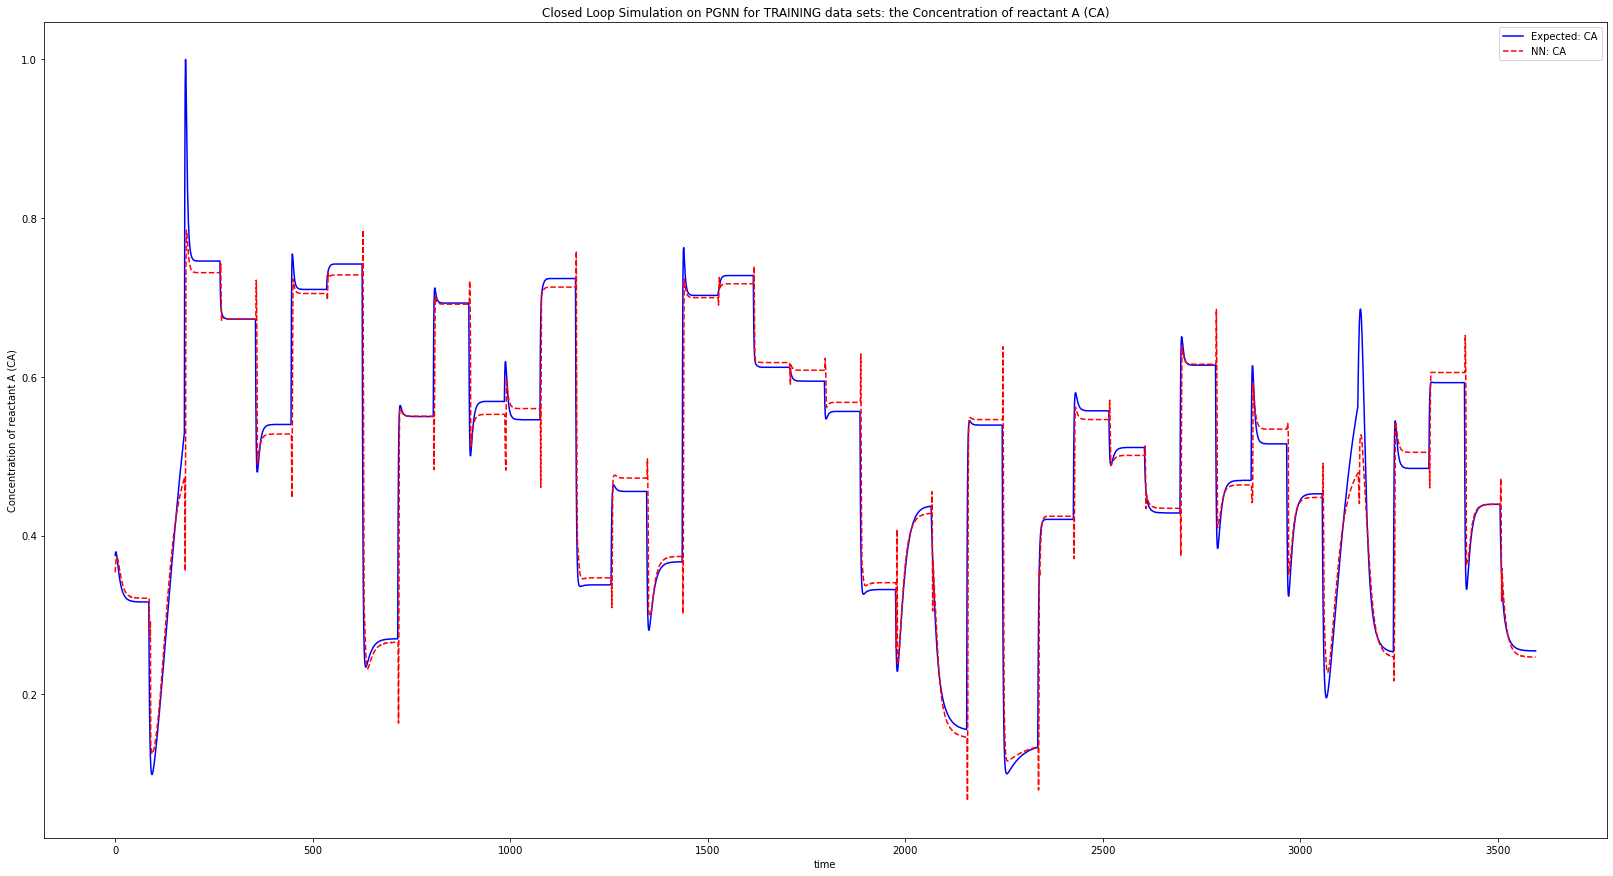 Closed Loop Simulation on PGNN for TRAINING data sets: the Concentration of reactant A (CA)
Expected: CA
NN: CA
1.0
0.8
0.6
0.4
0.2
Concentration of reactant A (CA)
0
500
1000
1500
2000
2500
3000
3500
time